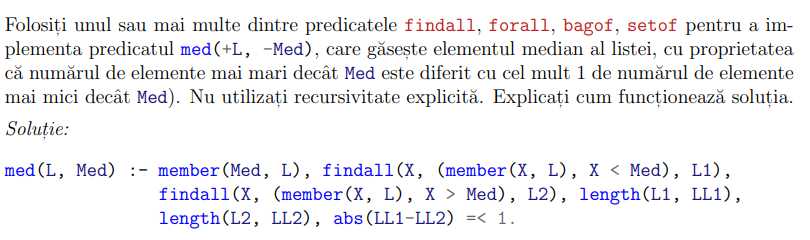 Folosiți unul sau mai multe dintre predicatele findall, forall, bagof, setof pentru a im-
plementa predicatul med(+L, -Med), care găsește elementul median al listei, cu proprietatea
că numărul de elemente mai mari decât Med este diferit cu cel mult 1 de numărul de elemente
mai mici decât Med). Nu utilizați recursivitate explicită. Explicați cum funcționează soluția.
Soluție:
med(L, Med) :- member(Med, L), findall(X, (member(X, L), X < Med), L1),
findall(X, (member(X, L), X > Med), L2), length(L1, LL1),
length(L2, LL2), abs(LL1-LL2) =< 1.